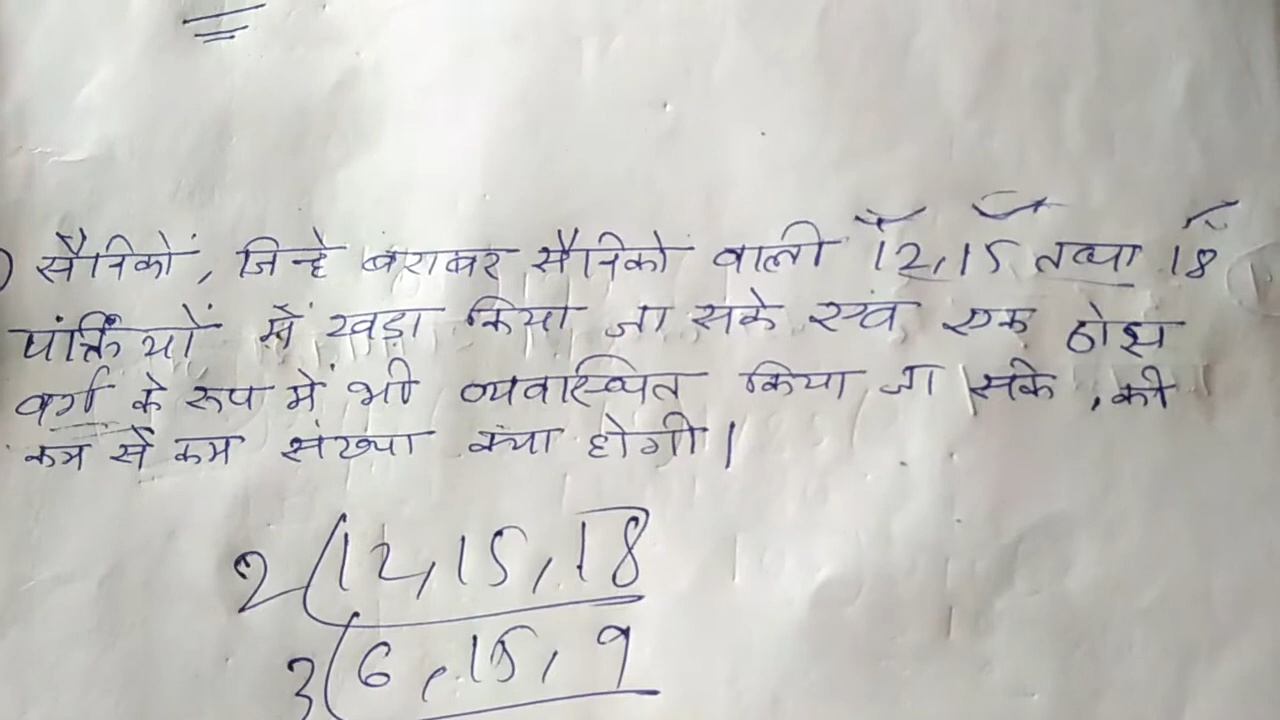 ) सैनिकों, जिन्हे बराबर सैनिको वाली 12,15 तथा 18
पंक्तियों में खड़ा किया जा सके एवं एक ठोस
वर्ग के रूप में भी व्यवास्थित किया जा सके, की
कम से कम संख्या क्या होगी|
2(12,15,18
3(6,15,9